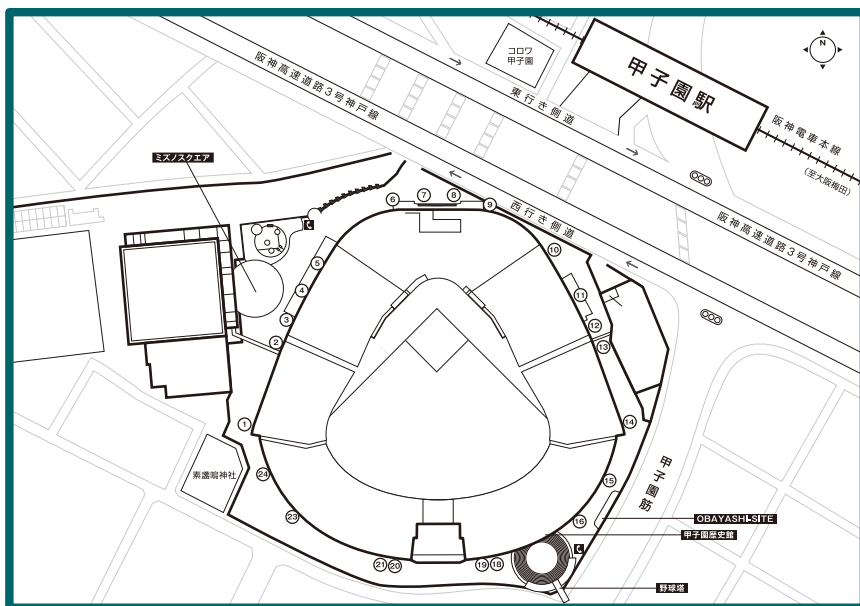 コロワ
甲子園
甲子園駅
N
阪神高速道路3号神戸線
東行き側道
阪神電車本線
(至大阪梅田)
ミズノスクエア
西行き側道
阪神高速道路3号神戸線
6
7
8
9
5
10
4
11
3
12
2
13
1
14
素盞嗚神社
24
15
甲子園筋
23
16
OBAYASHI-SITE
甲子園歴史館
21
20
19
18
野球塔